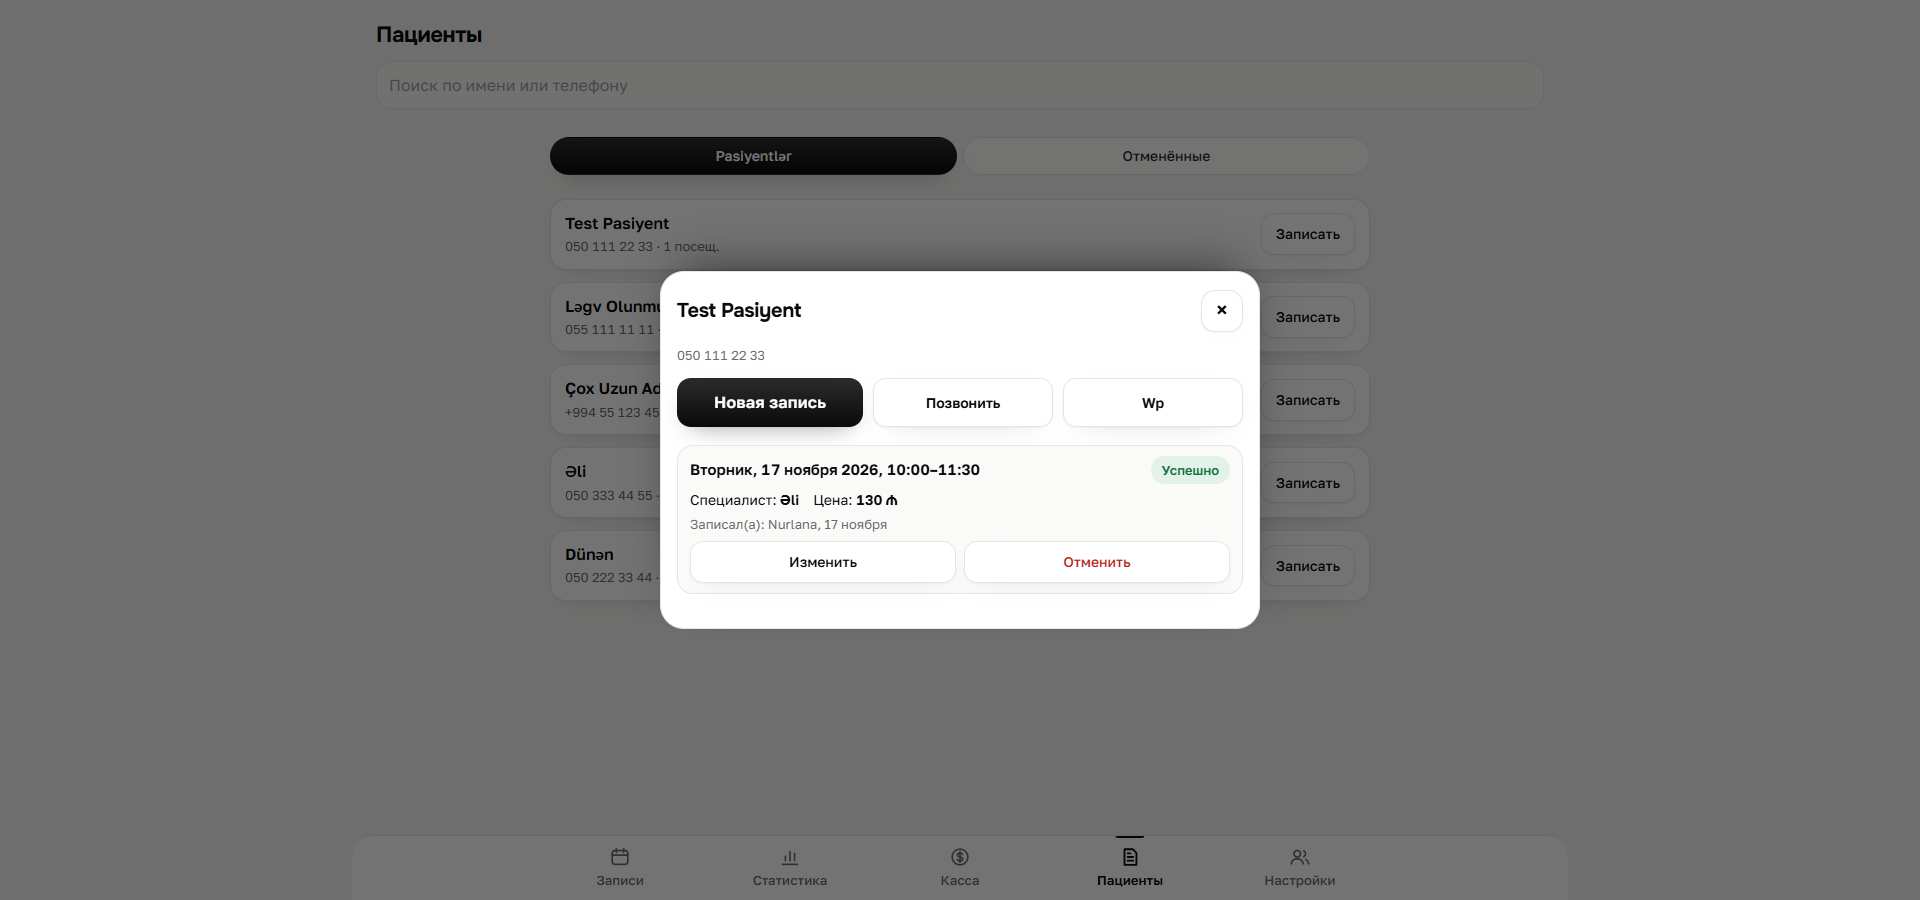 Пациенты
Поиск по имени или телефону
Pasiyentlər
Отменённые
Test Pasiyent
050 111 22 33 · 1 посещ.
Записать
Ləgv Olunmu
055 111 11 11 ·
Записать
Çox Uzun Ad
+994 55 123 45
Записать
Əli
050 333 44 55 ·
Записать
Dünən
050 222 33 44 ·
Записать
Test Pasiyent
×
050 111 22 33
Новая запись
Позвонить
Wp
Вторник, 17 ноября 2026, 10:00–11:30
Успешно
Специалист: Əli Цена: 130 ₼
Записал(а): Nurlana, 17 ноября
Изменить
Отменить
Записи
Статистика
Касса
Пациенты
Настройки